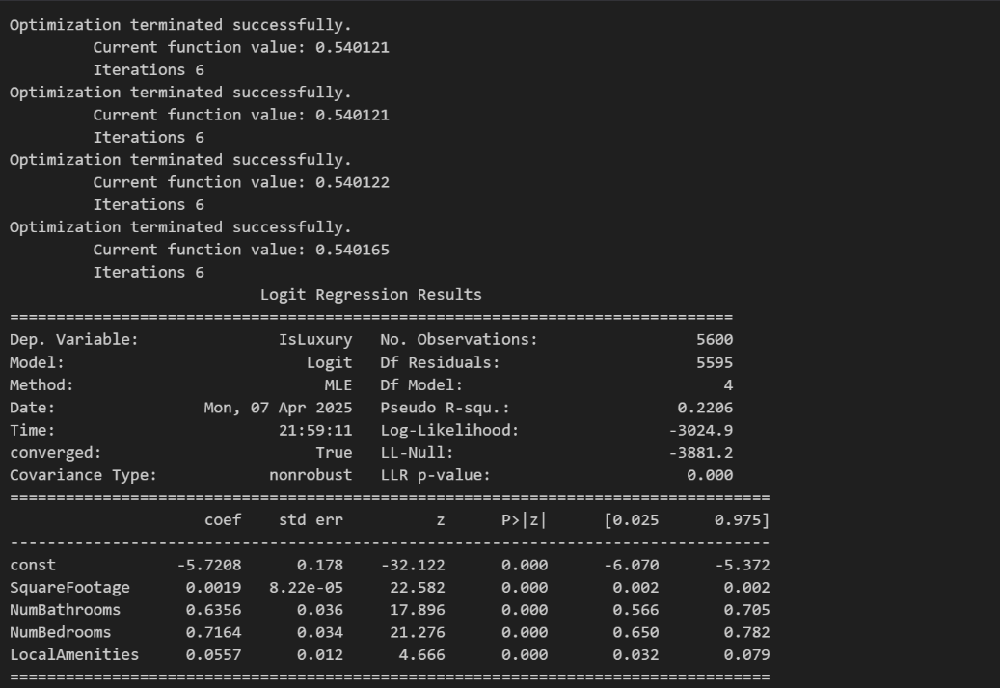 Optimization terminated successfully.
         Current function value: 0.540121
         Iterations 6
Optimization terminated successfully.
         Current function value: 0.540121
         Iterations 6
Optimization terminated successfully.
         Current function value: 0.540122
         Iterations 6
Optimization terminated successfully.
         Current function value: 0.540165
         Iterations 6
                           Logit Regression Results
==============================================================================
Dep. Variable:               IsLuxury   No. Observations:                 5600
Model:                          Logit   Df Residuals:                     5595
Method:                           MLE   Df Model:                            4
Date:                Mon, 07 Apr 2025   Pseudo R-squ.:                  0.2206
Time:                        21:59:11   Log-Likelihood:                -3024.9
converged:                       True   LL-Null:                       -3881.2
Covariance Type:            nonrobust   LLR p-value:                     0.000
==================================================================================
                     coef    std err          z      P>|z|      [0.025      0.975]
----------------------------------------------------------------------------------
const             -5.7208      0.178    -32.122      0.000      -6.070      -5.372
SquareFootage      0.0019   8.22e-05     22.582      0.000       0.002       0.002
NumBathrooms       0.6356      0.036     17.896      0.000       0.566       0.705
NumBedrooms        0.7164      0.034     21.276      0.000       0.650       0.782
LocalAmenities     0.0557      0.012      4.666      0.000       0.032       0.079
==================================================================================